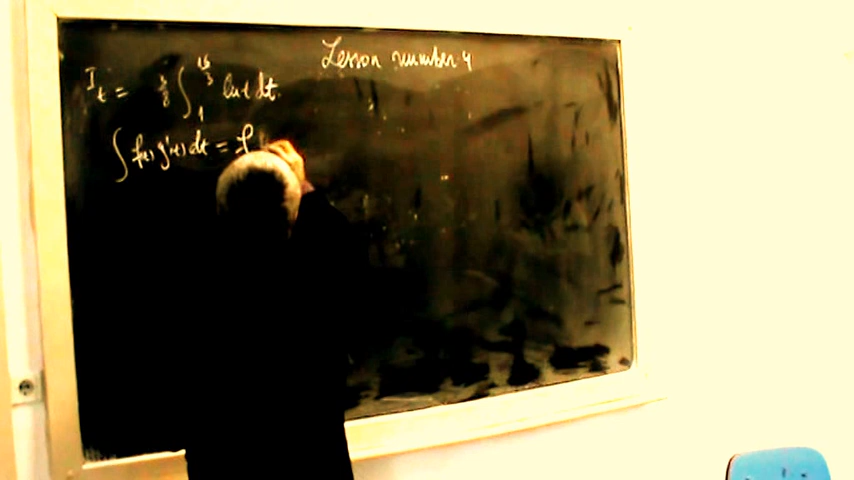 Lesson number 4
I_t = 3/8 ∫_1^{16/3} ln t dt.
∫ f(t) g'(t) dt = f